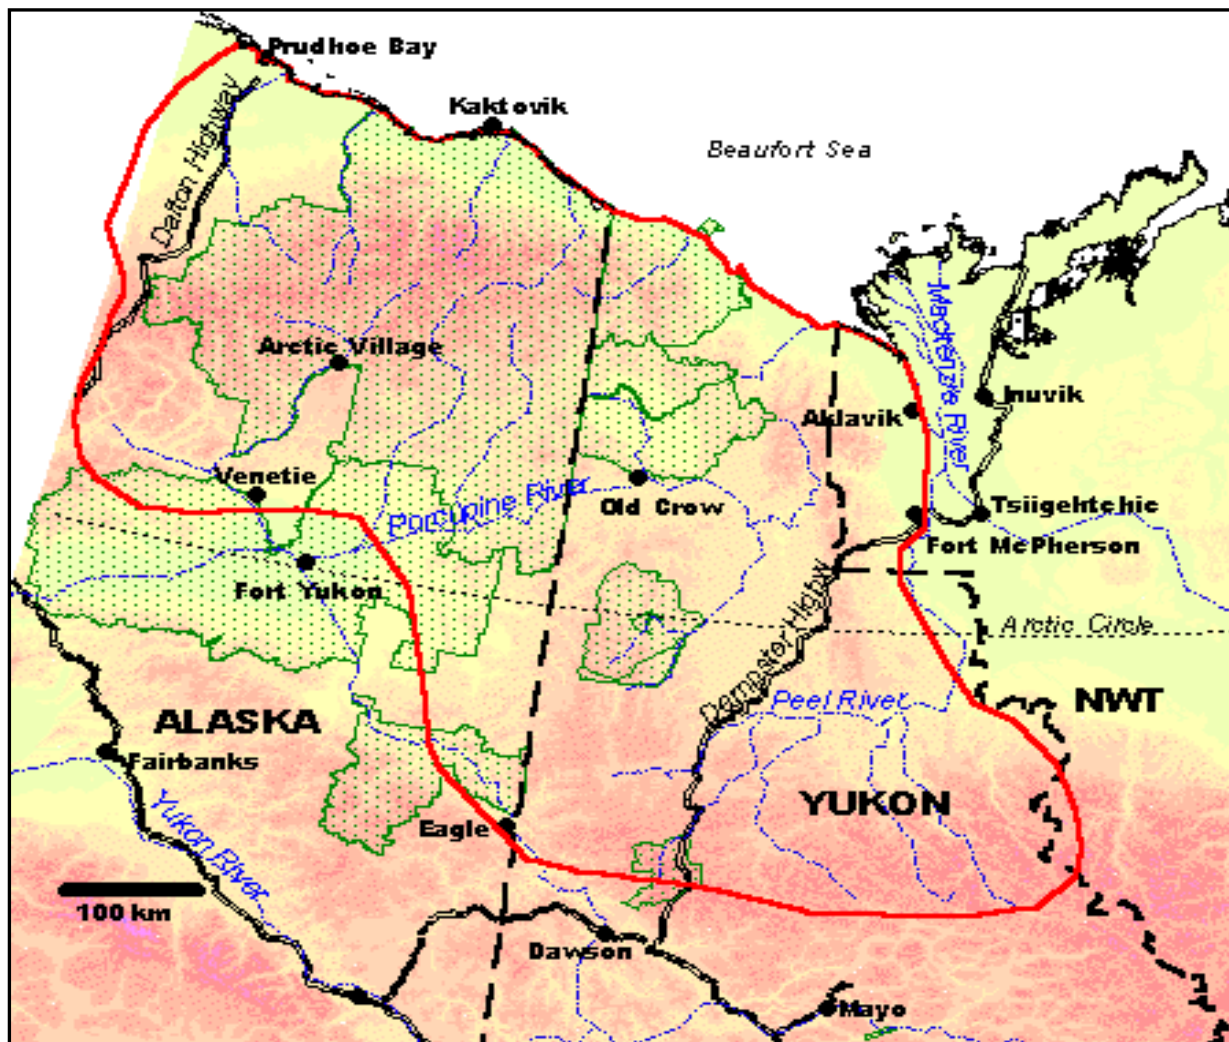 Prudhoe Bay
Kaktovik
Beaufort Sea
Dalton Highway
Mackenzie River
Arctic Village
Aklavik
Inuvik
Venetie
Porcupine River
Old Crow
Tsiigehtchic
Fort McPherson
Fort Yukon
Dempster Highwy
Arctic Circle
Peel River
NWT
ALASKA
Fairbanks
YUKON
Yukon River
Eagle
100 km
Dawson
Mayo